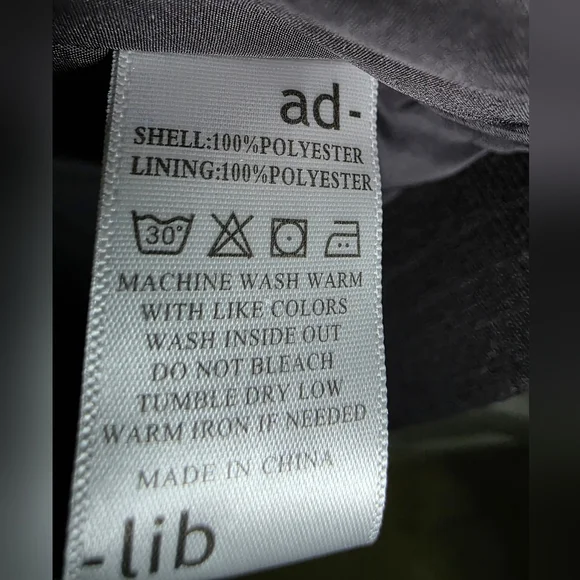 ad-
SHELL:100%POLYESTER
LINING:100%POLYESTER
30°
MACHINE WASH WARM
WITH LIKE COLORS
WASH INSIDE OUT
DO NOT BLEACH
TUMBLE DRY LOW
WARM IRON IF NEEDED
MADE IN CHINA
-lib